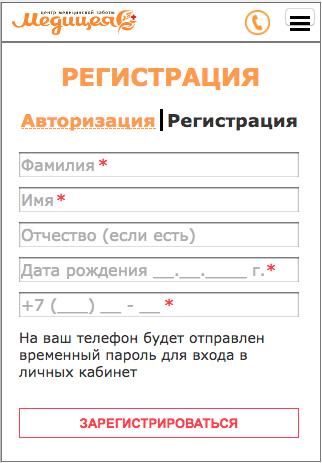 центр медицинской заботы
Медицея
РЕГИСТРАЦИЯ
Авторизация | Регистрация
Фамилия *
Имя *
Отчество (если есть)
Дата рождения __.__.____ г.*
+7 (___) __ - __ *
На ваш телефон будет отправлен
временный пароль для входа в
личных кабинет
ЗАРЕГИСТРИРОВАТЬСЯ